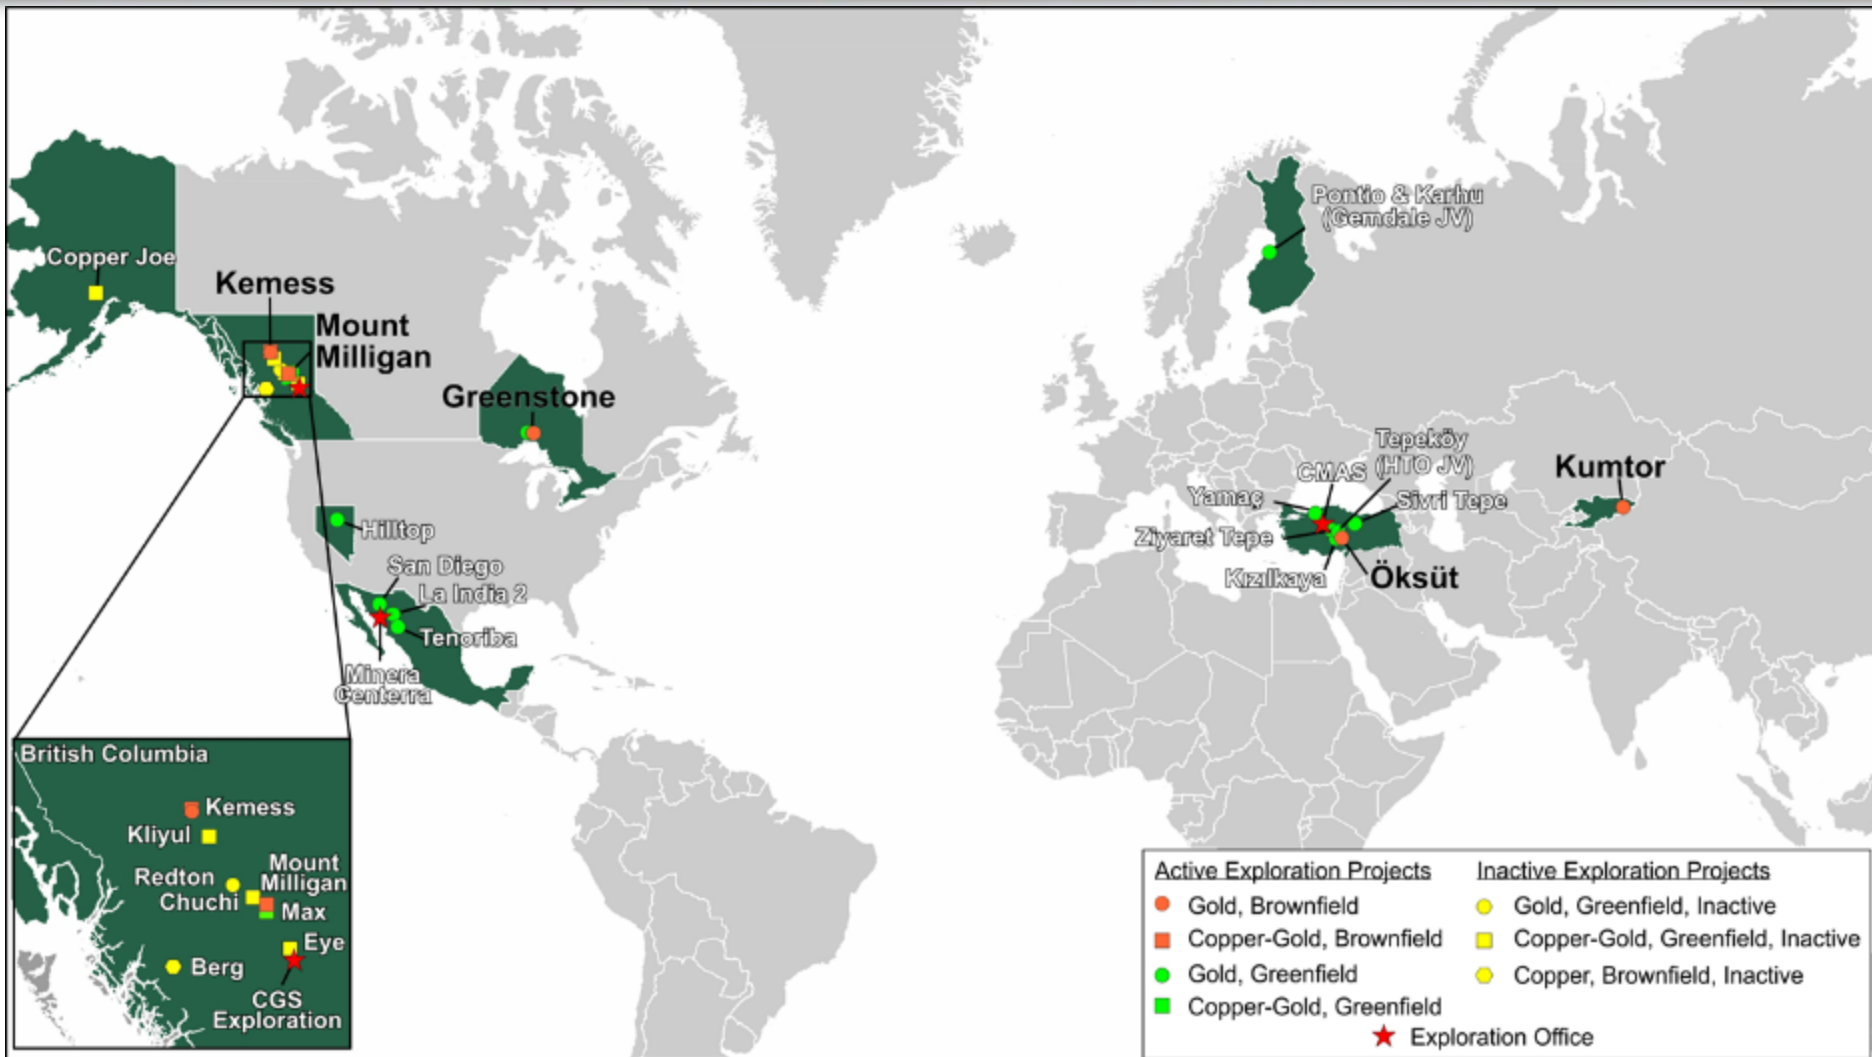 Pontio & Karhu
(Gemdale JV)
Copper Joe
Kemess
Mount
Milligan
Greenstone
Tepeköy
(HTO JV)
CMAS
Kumtor
Yamaç
Sivri Tepe
Hilltop
Ziyaret Tepe
Kızılkaya
Öksüt
San Diego
La India 2
Tenoriba
Minera
Centerra
British Columbia
Kemess
Kliyul
Mount
Milligan
Redton
Chuchi
Max
Eye
Berg
CGS
Exploration
Active Exploration Projects
Gold, Brownfield
Copper-Gold, Brownfield
Gold, Greenfield
Copper-Gold, Greenfield
Inactive Exploration Projects
Gold, Greenfield, Inactive
Copper-Gold, Greenfield, Inactive
Copper, Brownfield, Inactive
Exploration Office